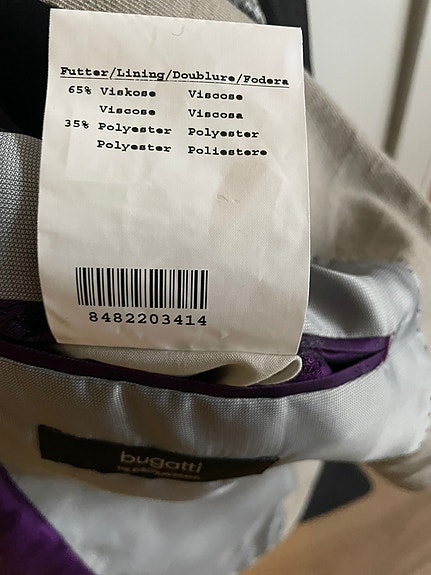 Futter/Lining/Doublure/Fodera
65% Viskose Viscose
Viscose Viscosa
35% Polyester Polyester
Polyester Poliestere
8482203414
bugatti